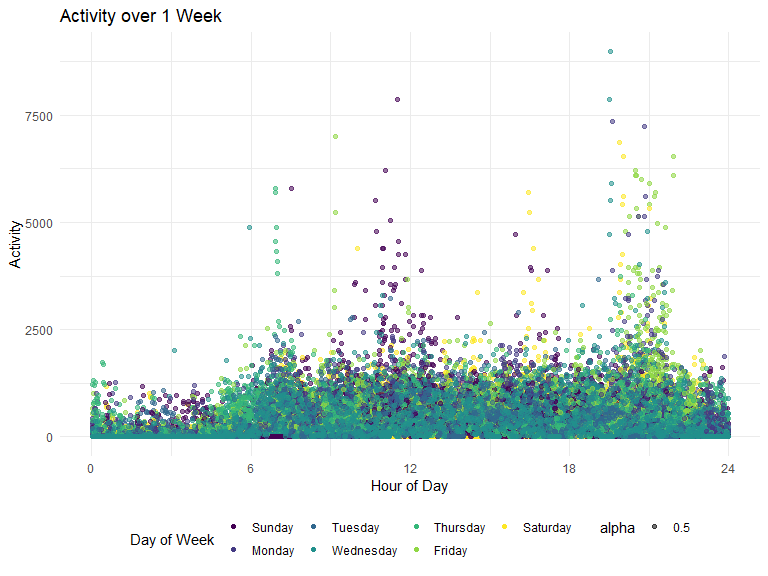 Activity over 1 Week
7500
5000
2500
0
Activity
0 6 12 18 24
Hour of Day
Day of Week
Sunday Tuesday Thursday Saturday alpha 0.5
Monday Wednesday Friday